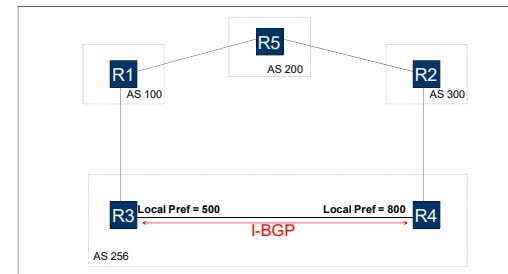 R5
AS 200
R1
AS 100
R2
AS 300
R3
Local Pref = 500
Local Pref = 800
R4
I-BGP
AS 256